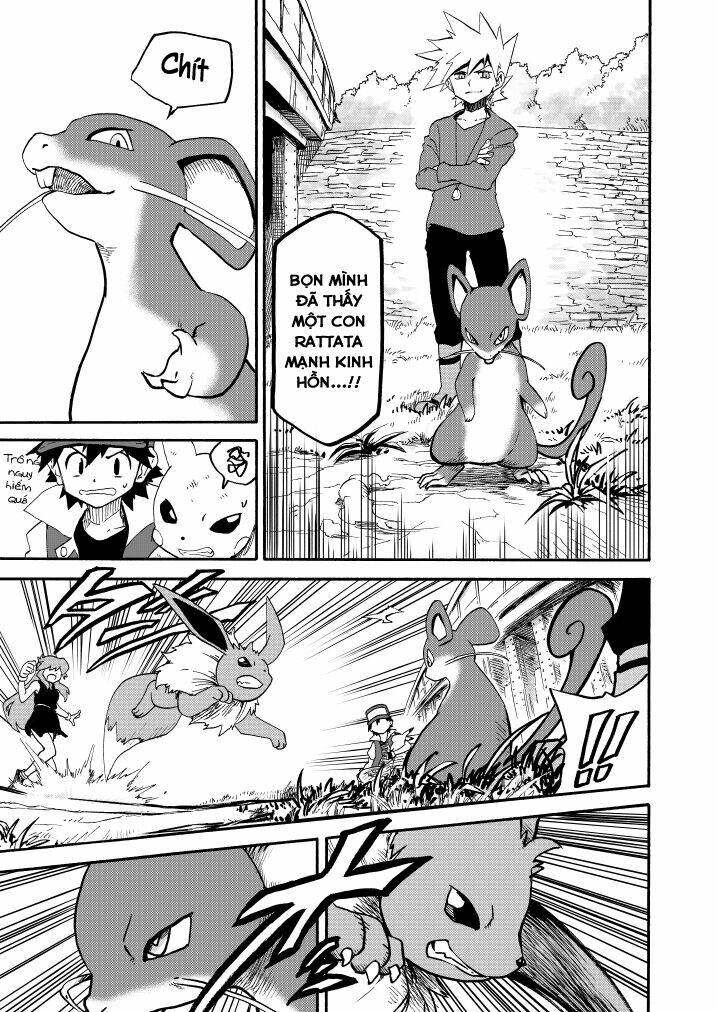 BỌN MÌNH
ĐÃ THẤY
MỘT CON
RATTATA
MẠNH KINH
HỒN...!!
Chít
Trông
nguy
hiểm
quá
!!